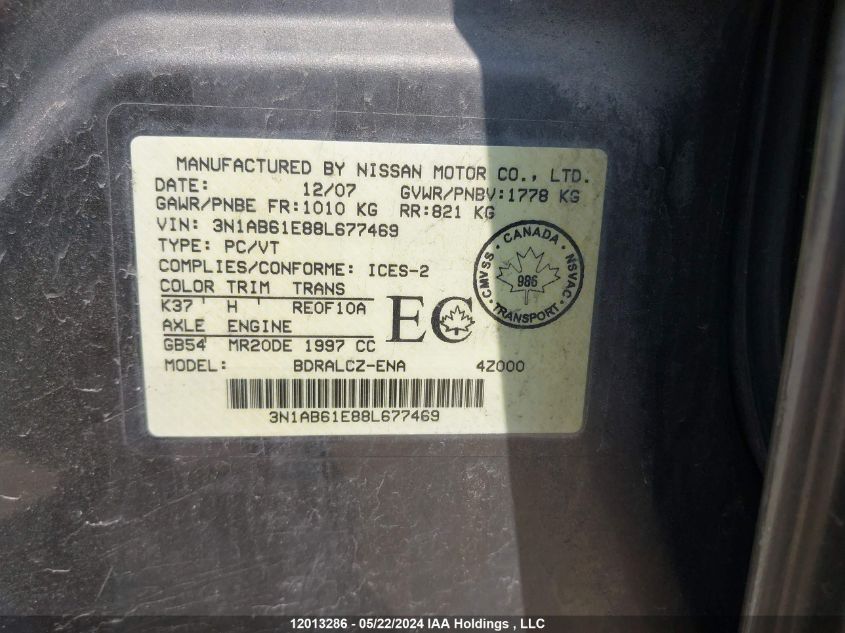 MANUFACTURED BY NISSAN MOTOR CO., LTD.
DATE: 12/07 GVWR/PNBV:1778 KG
GAWR/PNBE FR:1010 KG RR:821 KG
VIN: 3N1AB61E88L677469
TYPE: PC/VT
COMPLIES/CONFORME: ICES-2
COLOR TRIM TRANS
K37 H RE0F10A
AXLE ENGINE
GB54 MR20DE 1997 CC
MODEL: BDRALCZ-ENA 4Z000
EC
CANADA
CMVSS NSVAC
986
TRANSPORT
3N1AB61E88L677469
12013286 - 05/22/2024 IAA Holdings , LLC